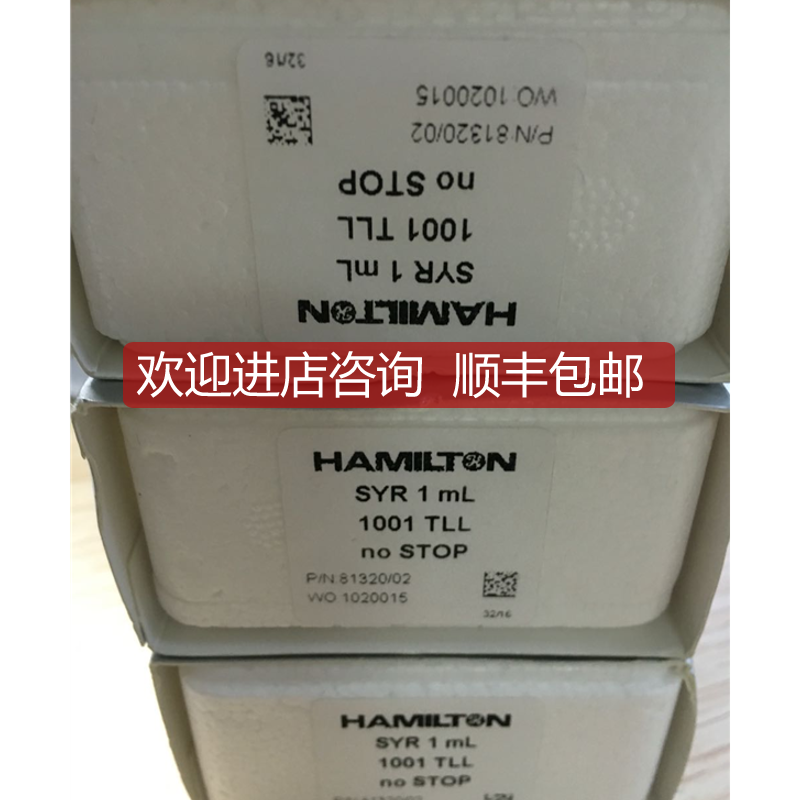 32/16
WO 1020015
P/N 81320/02
no STOP
1001 TLL
SYR 1 mL
HAMILTON
欢迎进店咨询 顺丰包邮
HAMILTON
SYR 1 mL
1001 TLL
no STOP
P/N 81320/02
WO 1020015
32/16
HAMILTON
SYR 1 mL
1001 TLL
no STOP